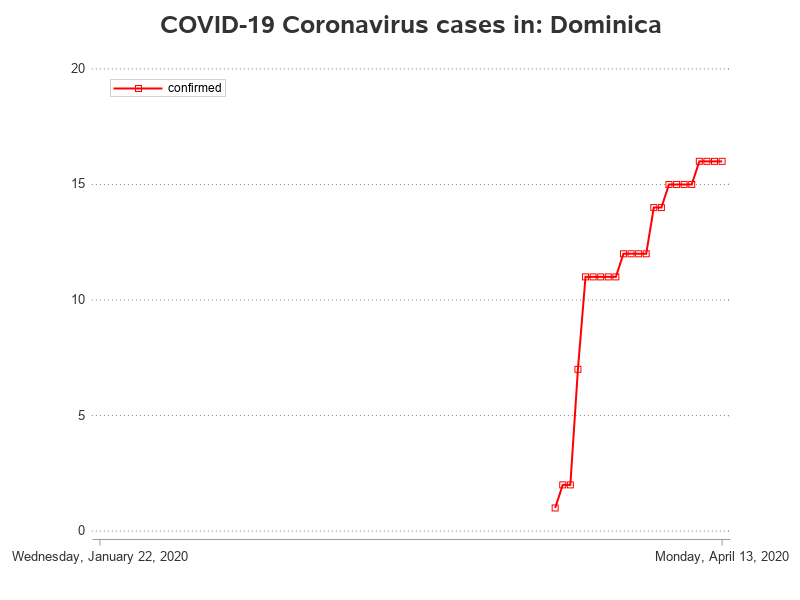 COVID-19 Coronavirus cases in: Dominica
20
confirmed
15
10
5
0
Wednesday, January 22, 2020
Monday, April 13, 2020